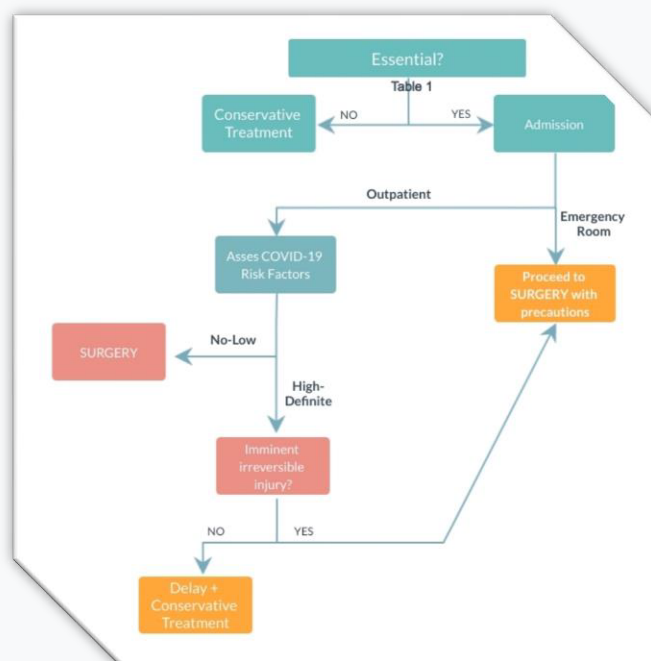 Essential?
Table 1
Conservative
Treatment
NO
YES
Admission
Outpatient
Emergency
Room
Asses COVID-19
Risk Factors
Proceed to
SURGERY with
precautions
SURGERY
No-Low
High-
Definite
Imminent
irreversible
injury?
NO
YES
Delay +
Conservative
Treatment